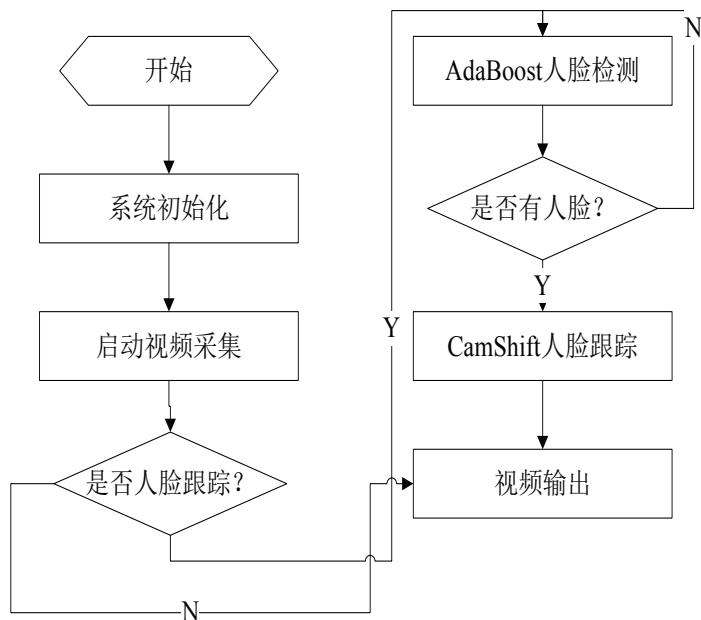 开始
系统初始化
启动视频采集
是否人脸跟踪？
N
Y
N
AdaBoost人脸检测
是否有人脸？
Y
CamShift人脸跟踪
视频输出